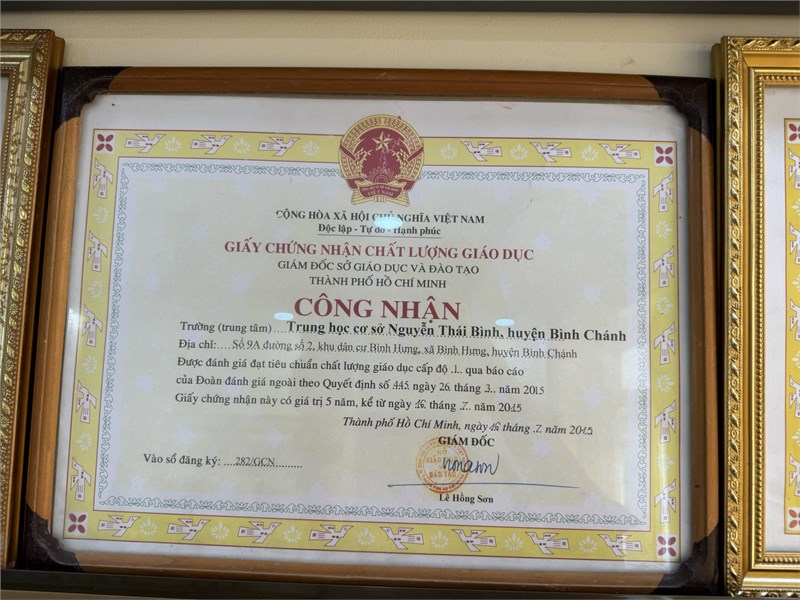 CỘNG HÒA XÃ HỘI CHỦ NGHĨA VIỆT NAM
Độc lập - Tự do - Hạnh phúc
GIẤY CHỨNG NHẬN CHẤT LƯỢNG GIÁO DỤC
GIÁM ĐỐC SỞ GIÁO DỤC VÀ ĐÀO TẠO
THÀNH PHỐ HỒ CHÍ MINH
CÔNG NHẬN
Trường (trung tâm) ....Trung học cơ sở Nguyễn Thái Bình, huyện Bình Chánh
Địa chỉ:.....Số 9A đường số 2, khu dân cư Bình Hưng, xã Bình Hưng, huyện Bình Chánh
Được đánh giá đạt tiêu chuẩn chất lượng giáo dục cấp độ .1.. qua báo cáo
của Đoàn đánh giá ngoài theo Quyết định số 445 ngày 26 tháng .3.. năm 2015
Giấy chứng nhận này có giá trị 5 năm, kể từ ngày 16 tháng .7. năm 2015
Thành phố Hồ Chí Minh, ngày 16 tháng .7. năm 2015
GIÁM ĐỐC
Vào sổ đăng ký: ....282/GCN.........
Lê Hồng Sơn